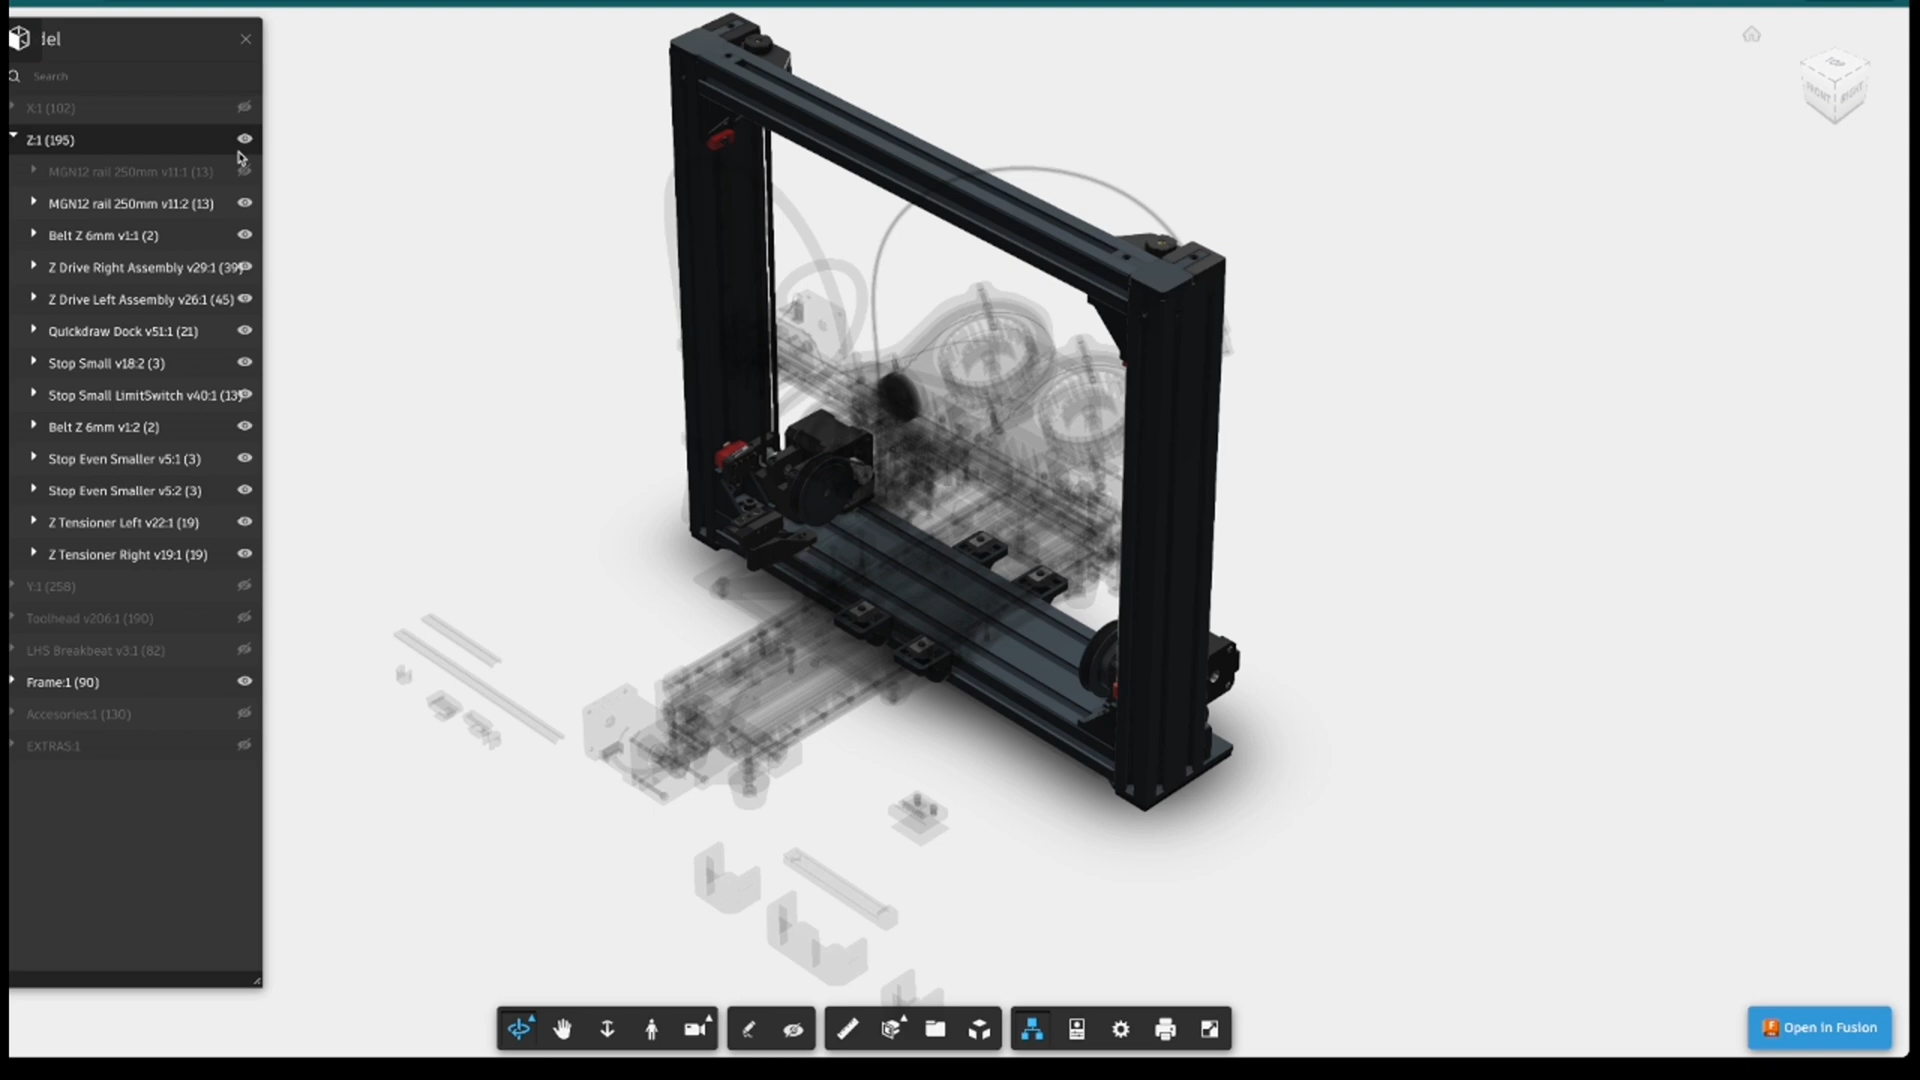 del
Search
X:1 (102)
Z:1 (195)
MGN12 rail 250mm v11:1 (13)
MGN12 rail 250mm v11:2 (13)
Belt Z 6mm v1:1 (2)
Z Drive Right Assembly v29:1 (39)
Z Drive Left Assembly v26:1 (45)
Quickdraw Dock v51:1 (21)
Stop Small v18:2 (3)
Stop Small LimitSwitch v40:1 (13)
Belt Z 6mm v1:2 (2)
Stop Even Smaller v5:1 (3)
Stop Even Smaller v5:2 (3)
Z Tensioner Left v22:1 (19)
Z Tensioner Right v19:1 (19)
Y:1 (258)
Toolhead v206:1 (190)
LHS Breakbeat v3:1 (82)
Frame:1 (90)
Accesories:1 (130)
EXTRAS:1
TOP
FRONT
RIGHT
Open in Fusion